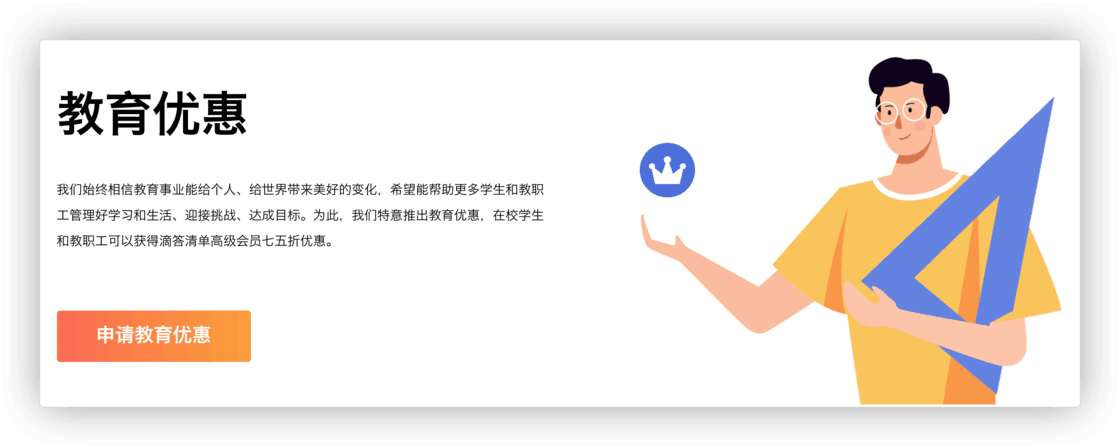 教育优惠
我们始终相信教育事业能给个人、给世界带来美好的变化，希望能帮助更多学生和教职
工管理好学习和生活、迎接挑战、达成目标。为此，我们特意推出教育优惠，在校学生
和教职工可以获得滴答清单高级会员七五折优惠。
申请教育优惠